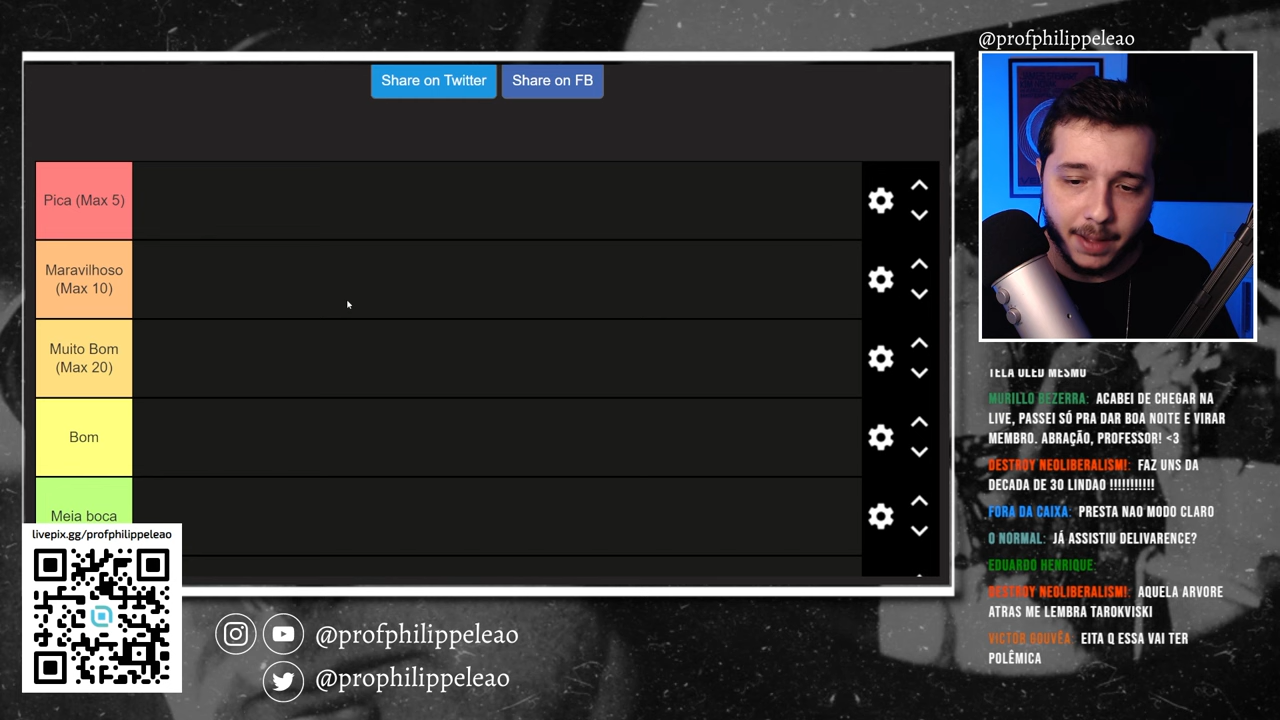 @profphilippeleao
Share on Twitter
Share on FB
Pica (Max 5)
Maravilhoso
(Max 10)
Muito Bom
(Max 20)
Bom
Meia boca
livepix.gg/profphilippeleao
@profphilippeleao
@prophilippeleao
TELA OLED MESMO
MURILLO BEZERRA: ACABEI DE CHEGAR NA
LIVE, PASSEI SÓ PRA DAR BOA NOITE E VIRAR
MEMBRO. ABRAÇÃO, PROFESSOR! <3
DESTROY NEOLIBERALISM!: FAZ UNS DA
DECADA DE 30 LINDAO !!!!!!!!!!!
FORA DA CAIXA: PRESTA NAO MODO CLARO
O NORMAL: JÁ ASSISTIU DELIVARENCE?
EDUARDO HENRIQUE:
DESTROY NEOLIBERALISM!: AQUELA ARVORE
ATRAS ME LEMBRA TAROKVISKI
VICTOR GOUVÊA: EITA Q ESSA VAI TER
POLÊMICA